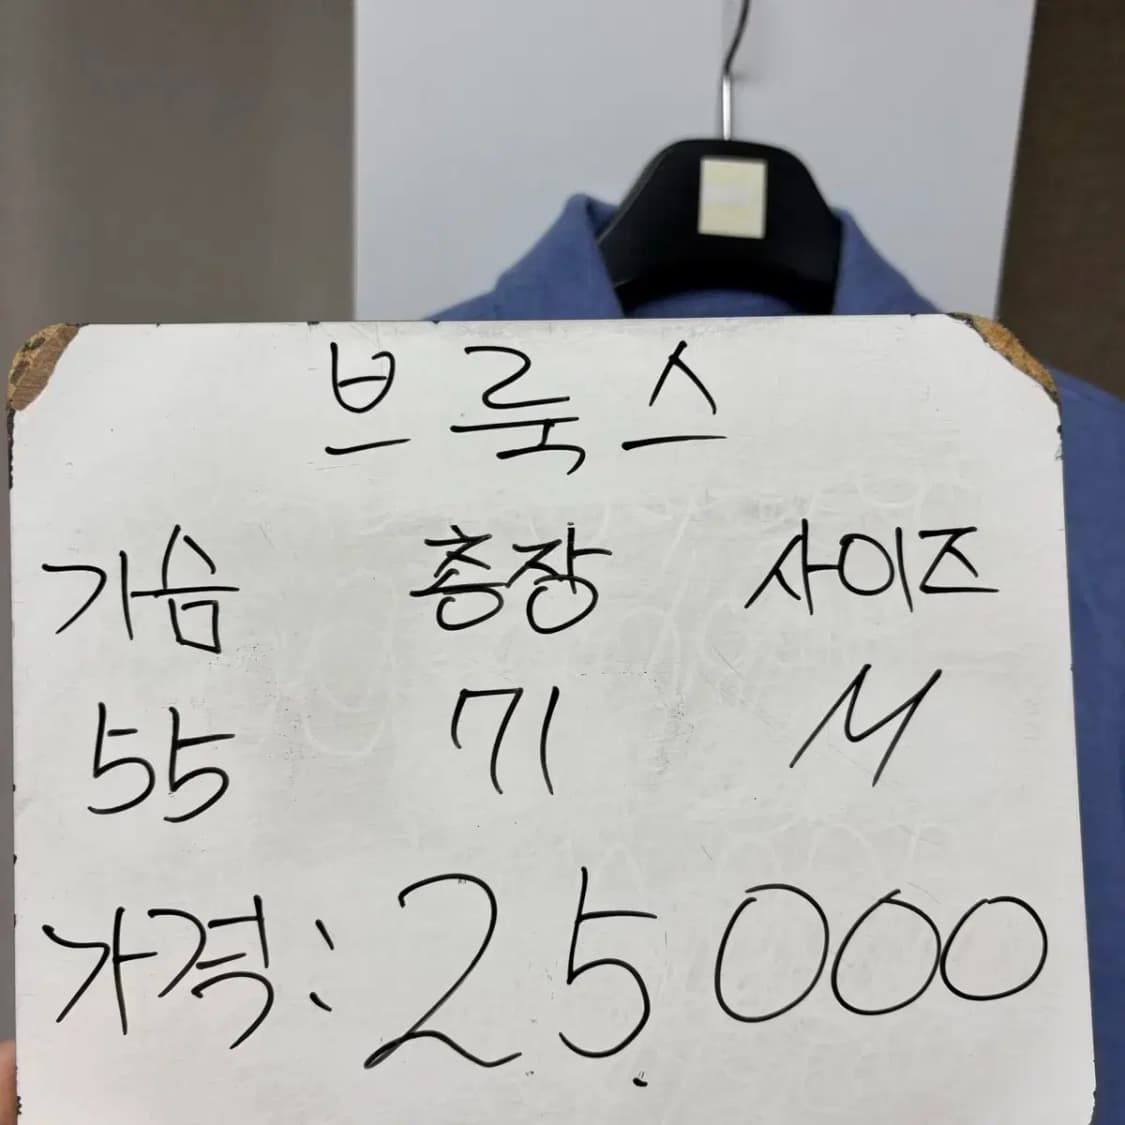 브룩스
가슴 총장 사이즈
55 71 M
가격: 25.000